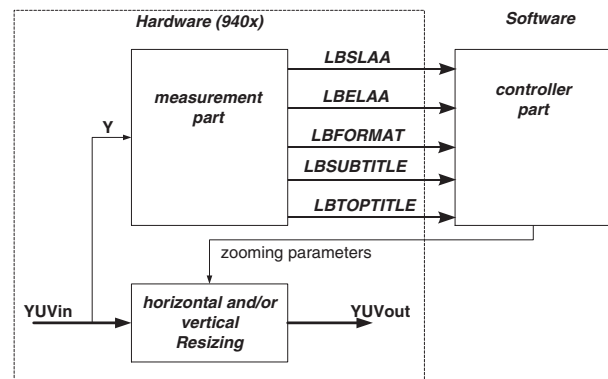 Hardware (940x)
Software
LBSLAA
measurement
part
LBELAA
controller
part
Y
LBFORMAT
LBSUBTITLE
LBTOPTITLE
zooming parameters
YUVin
horizontal and/or
vertical
Resizing
YUVout